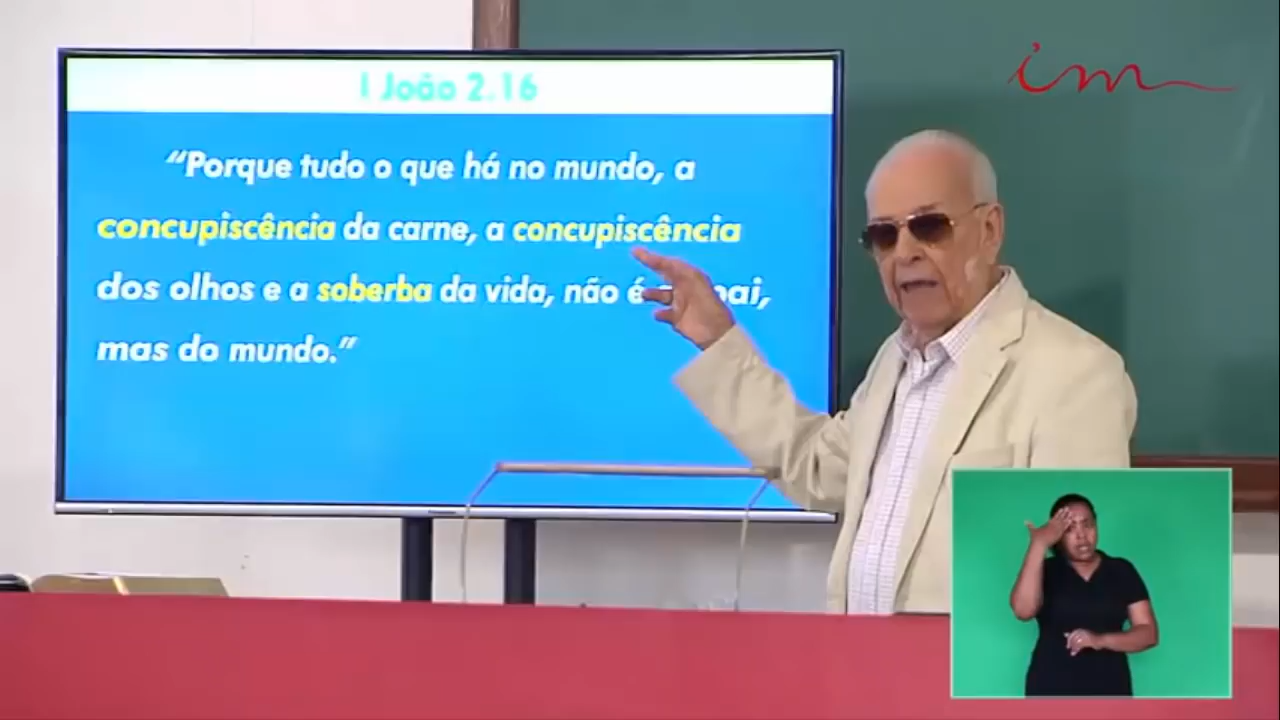 im
I João 2.16
“Porque tudo o que há no mundo, a
concupiscência da carne, a concupiscência
dos olhos e a soberba da vida, não é pai,
mas do mundo.”